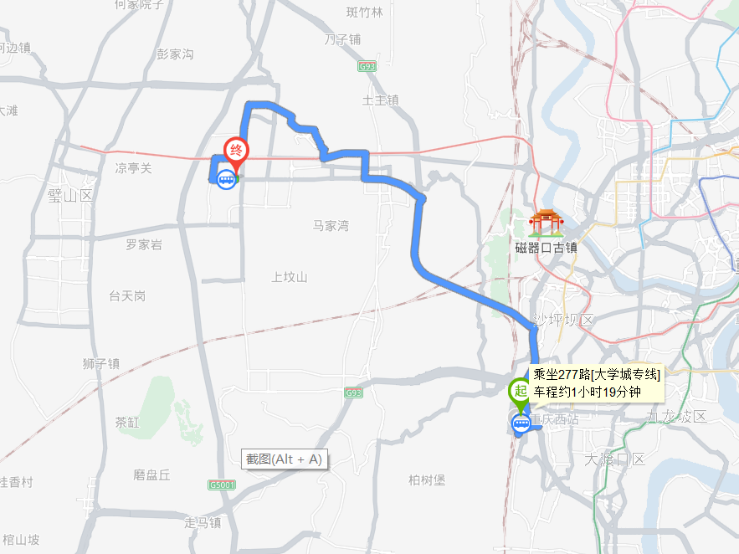 何家院子
斑竹林
刀子铺
河边镇
彭家沟
G93
大滩
士主镇
终
凉亭关
璧山区
马家湾
罗家岩
磁器口古镇
上坟山
台天岗
沙坪坝区
狮子镇
乘坐277路[大学城专线]
车程约1小时19分钟
起
G93
茶缸
重庆西站
九龙坡区
截图(Alt + A)
大渡口区
磨盘丘
柏树堡
桂香村
G5001
走马镇
棺山坡